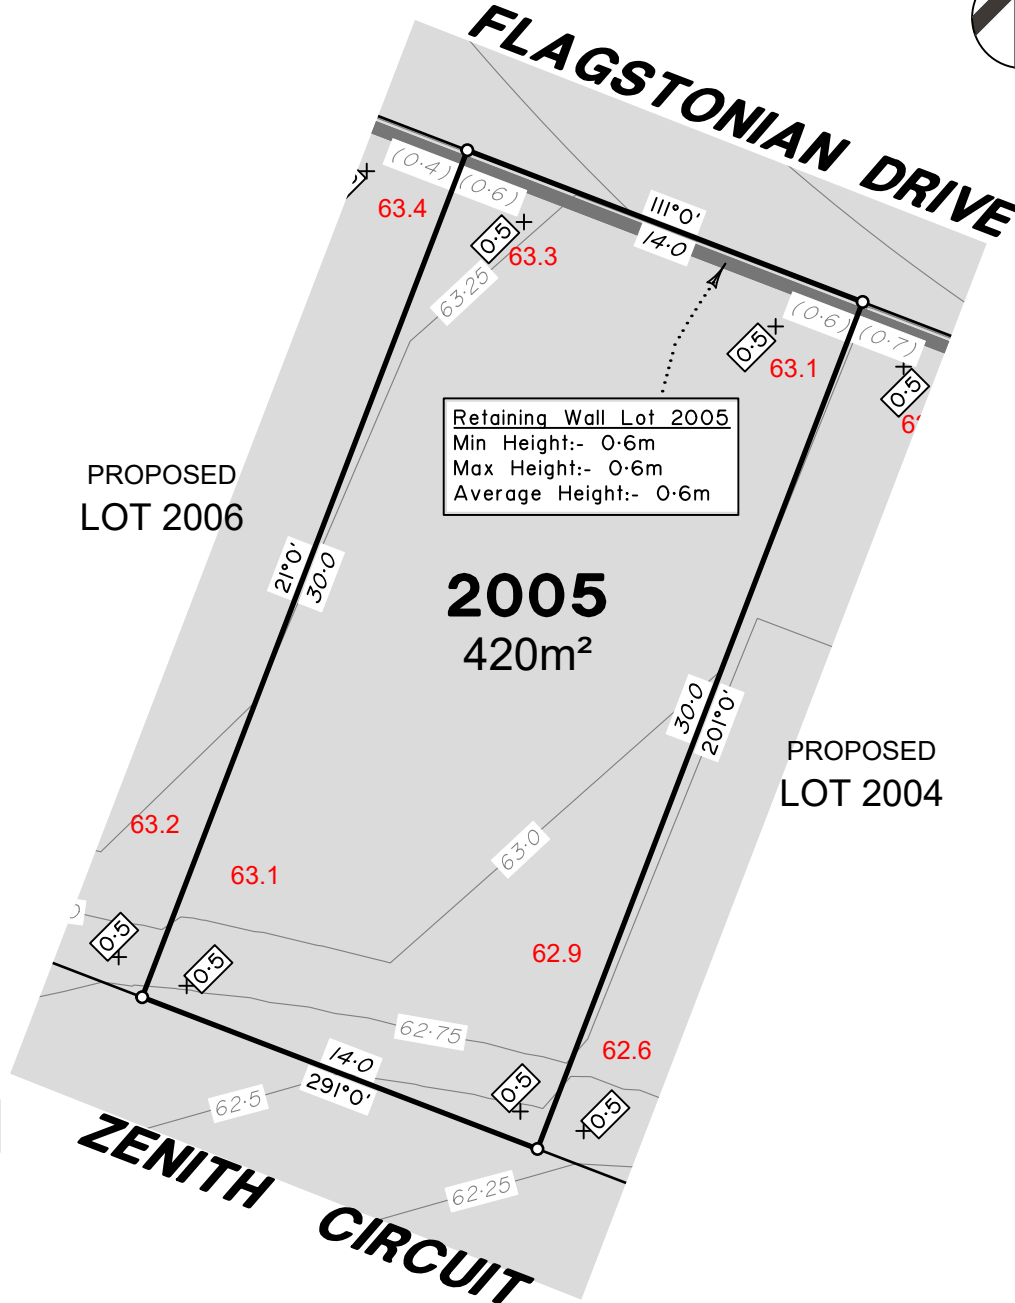 FLAGSTONIAN DRIVE
(0·4) (0·6)
111°0'
14·0
63.4
0·5
63.3
63·25
(0·6) (0·7)
0·5
63.1
0·5
Retaining Wall Lot 2005
Min Height:- 0·6m
Max Height:- 0·6m
Average Height:- 0·6m
PROPOSED
LOT 2006
21°0'
30·0
2005
420m²
30·0
201°0'
PROPOSED
LOT 2004
63.2
63.1
63·0
0·5
0·5
62.9
62·75
62.6
14·0
291°0'
0·5
0·5
62·5
62·25
ZENITH CIRCUIT